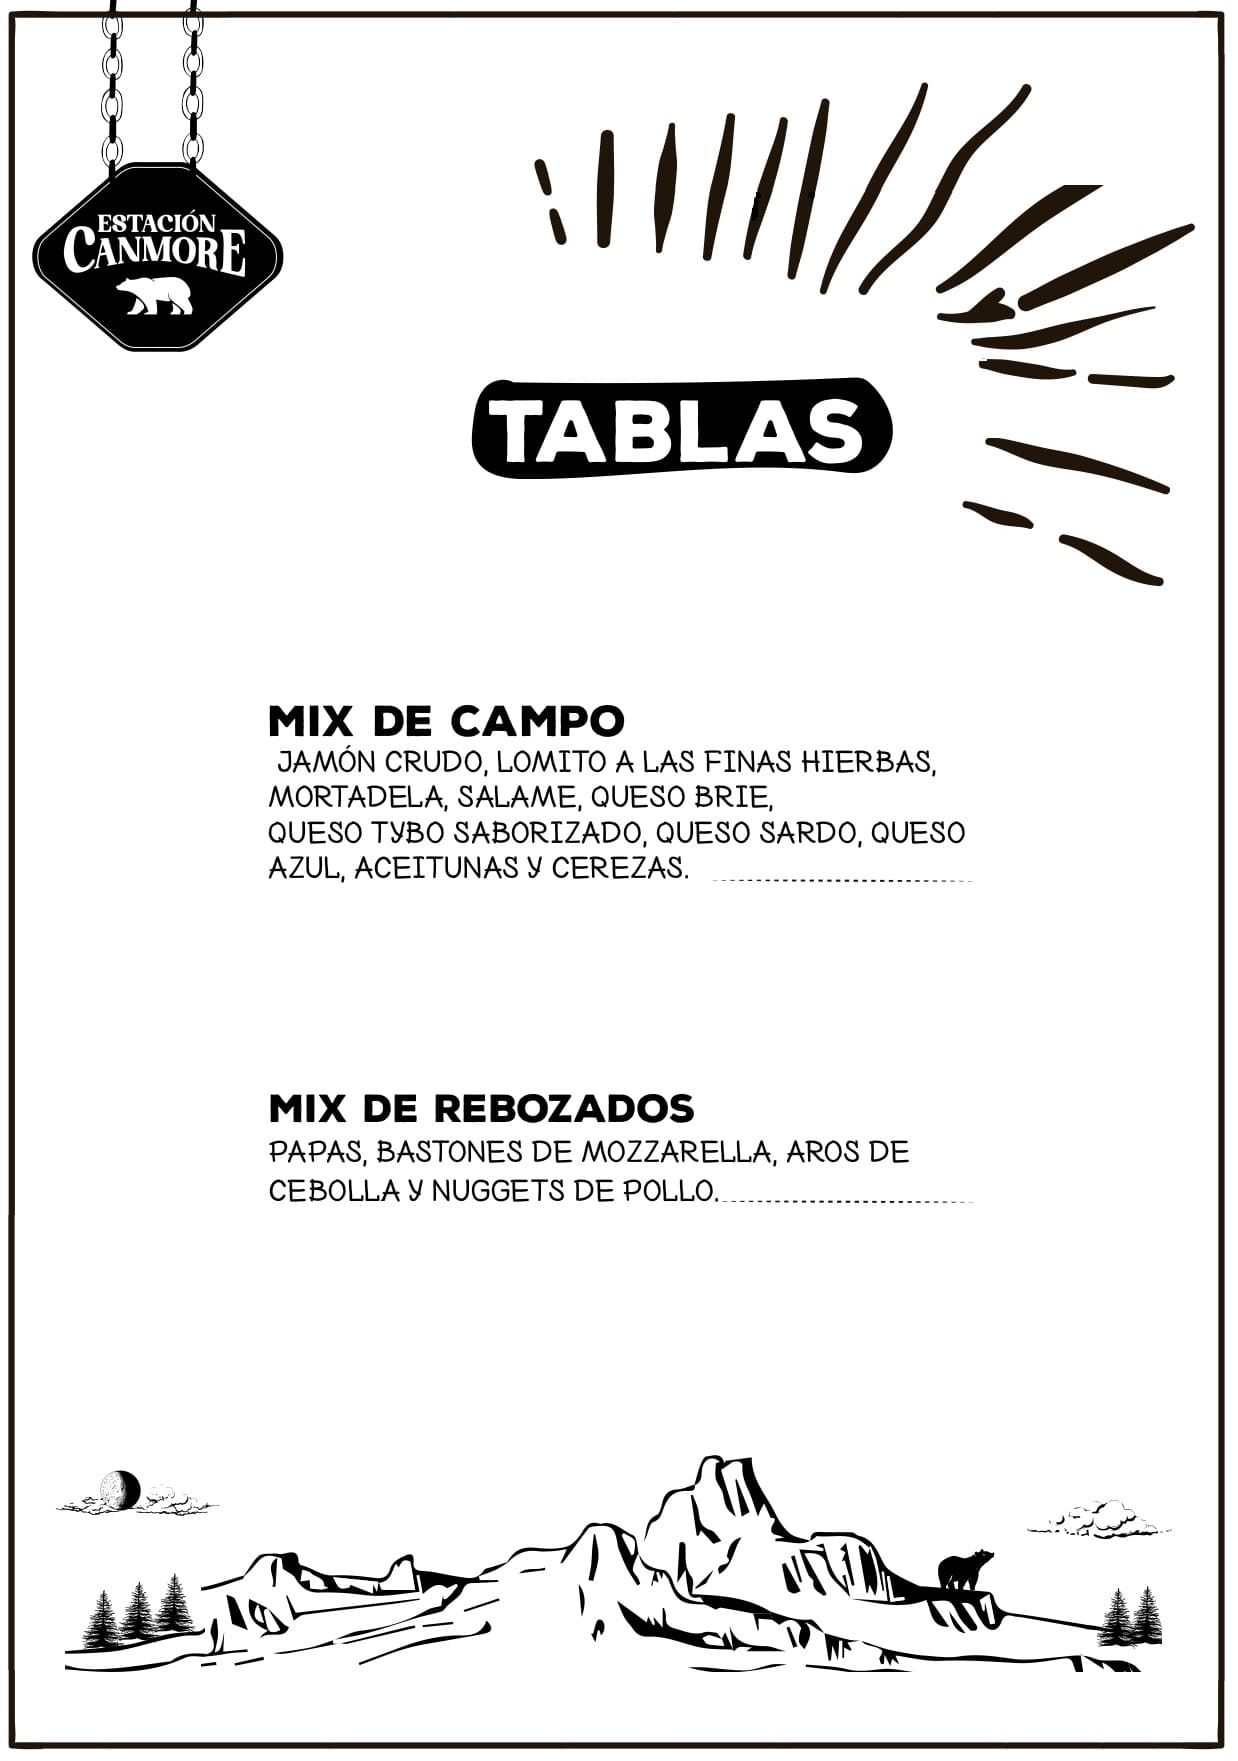 ESTACIÓN
CANMORE
TABLAS
MIX DE CAMPO
JAMÓN CRUDO, LOMITO A LAS FINAS HIERBAS,
MORTADELA, SALAME, QUESO BRIE,
QUESO TYBO SABORIZADO, QUESO SARDO, QUESO
AZUL, ACEITUNAS Y CEREZAS.
MIX DE REBOZADOS
PAPAS, BASTONES DE MOZZARELLA, AROS DE
CEBOLLA Y NUGGETS DE POLLO.